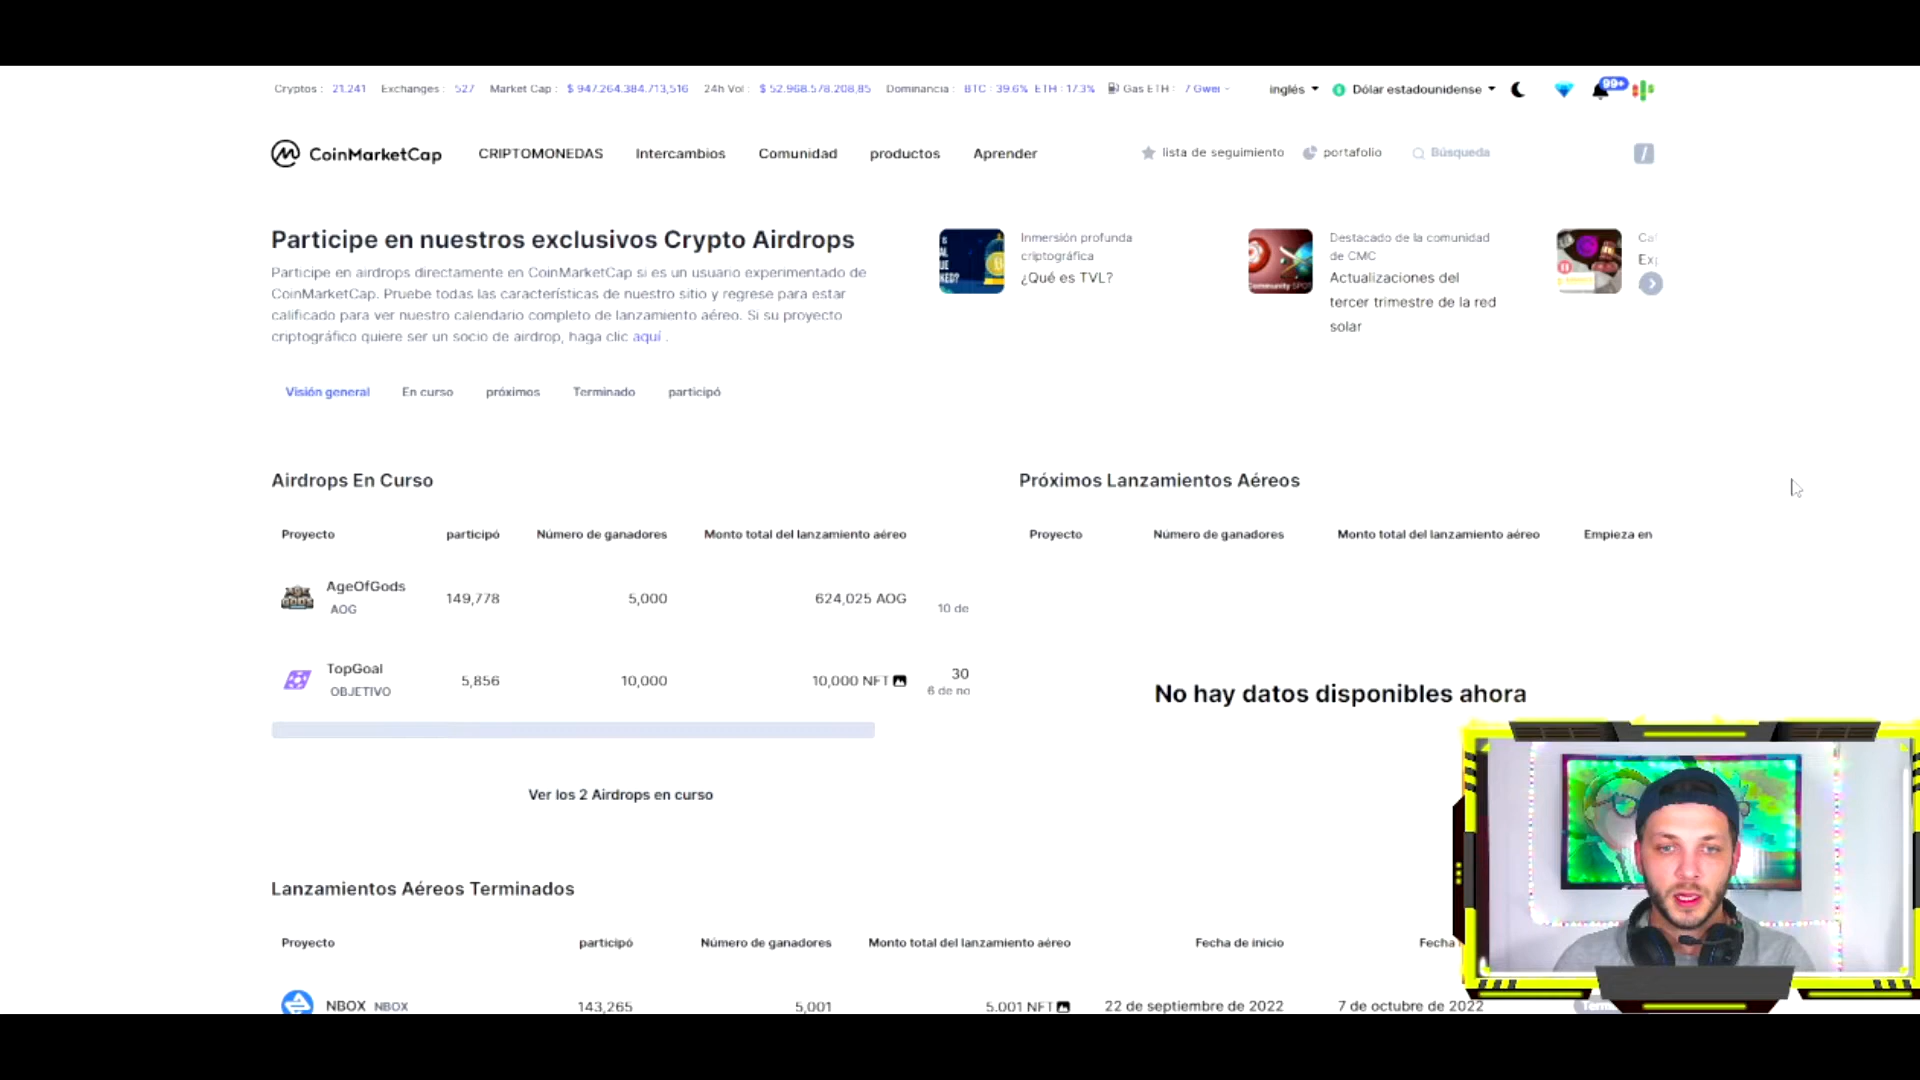 Cryptos : 21.241 Exchanges : 527 Market Cap : $ 947.264.384.713,516 24h Vol : $ 52.968.578.208,85 Dominancia : BTC : 39.6% ETH : 17.3% Gas ETH : 7 Gwei
inglés Dólar estadounidense 99+
CoinMarketCap CRIPTOMONEDAS Intercambios Comunidad productos Aprender lista de seguimiento portafolio Búsqueda /
Participe en nuestros exclusivos Crypto Airdrops
Participe en airdrops directamente en CoinMarketCap si es un usuario experimentado de
CoinMarketCap. Pruebe todas las características de nuestro sitio y regrese para estar
calificado para ver nuestro calendario completo de lanzamiento aéreo. Si su proyecto
criptográfico quiere ser un socio de airdrop, haga clic aquí .
Inmersión profunda
criptográfica
¿Qué es TVL?
Destacado de la comunidad
de CMC
Actualizaciones del
tercer trimestre de la red
solar
Visión general En curso próximos Terminado participó
Airdrops En Curso
Proyecto participó Número de ganadores Monto total del lanzamiento aéreo
AgeOfGods
AOG 149,778 5,000 624,025 AOG 10 de
TopGoal
OBJETIVO 5,856 10,000 10,000 NFT 30
6 de no
Ver los 2 Airdrops en curso
Próximos Lanzamientos Aéreos
Proyecto Número de ganadores Monto total del lanzamiento aéreo Empieza en
No hay datos disponibles ahora
Lanzamientos Aéreos Terminados
Proyecto participó Número de ganadores Monto total del lanzamiento aéreo Fecha de inicio Fecha
NBOX NBOX 143,265 5,001 5.001 NFT 22 de septiembre de 2022 7 de octubre de 2022